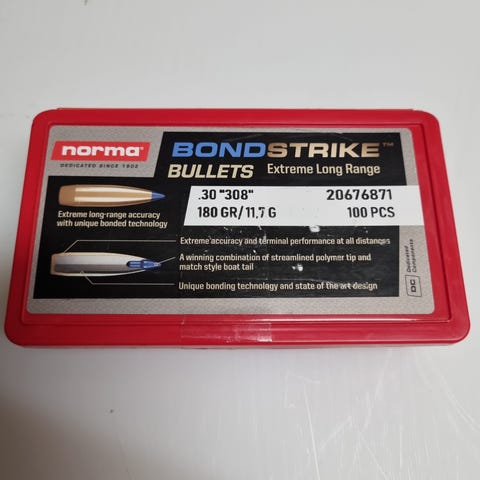 norma
DEDICATED SINCE 1902
BONDSTRIKE™
BULLETS Extreme Long Range
.30 "308" 20676871
180 GR/11,7 G 100 PCS
Extreme long-range accuracy
with unique bonded technology
Extreme accuracy and terminal performance at all distances
A winning combination of streamlined polymer tip and
match style boat tail
Unique bonding technology and state of the art design
DC Dedicated
Components